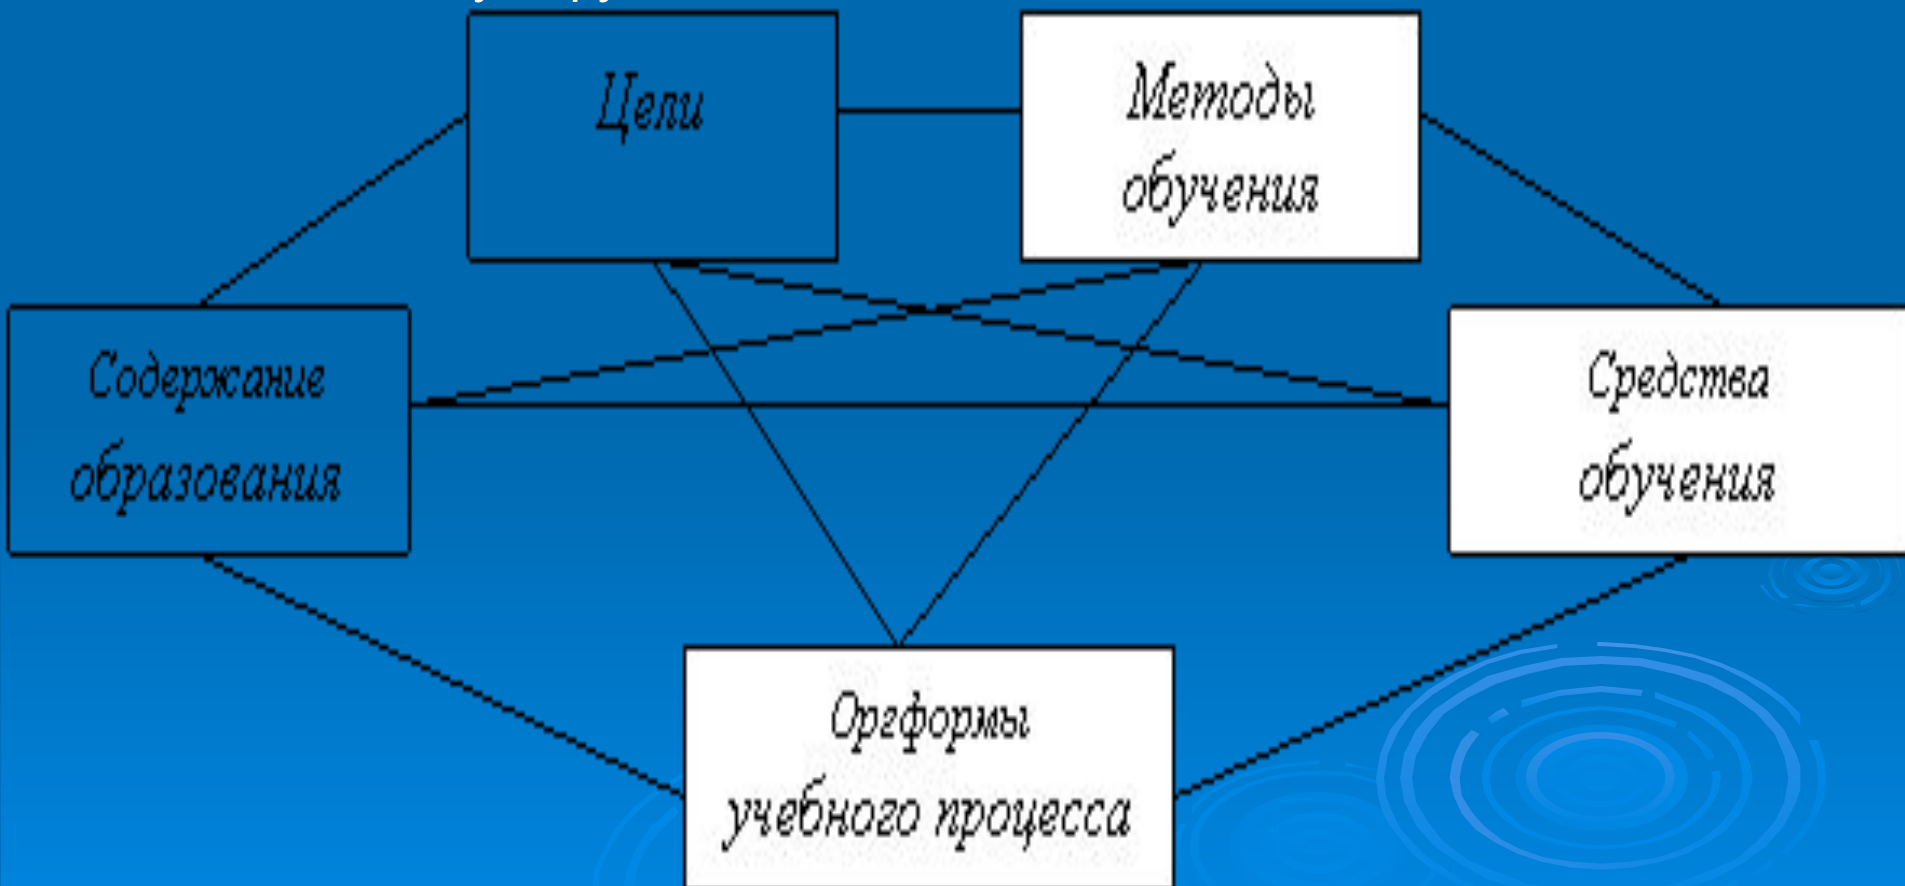 Цели
Методы
обучения
Содержание
образования
Средства
обучения
Оргформы
учебного процесса